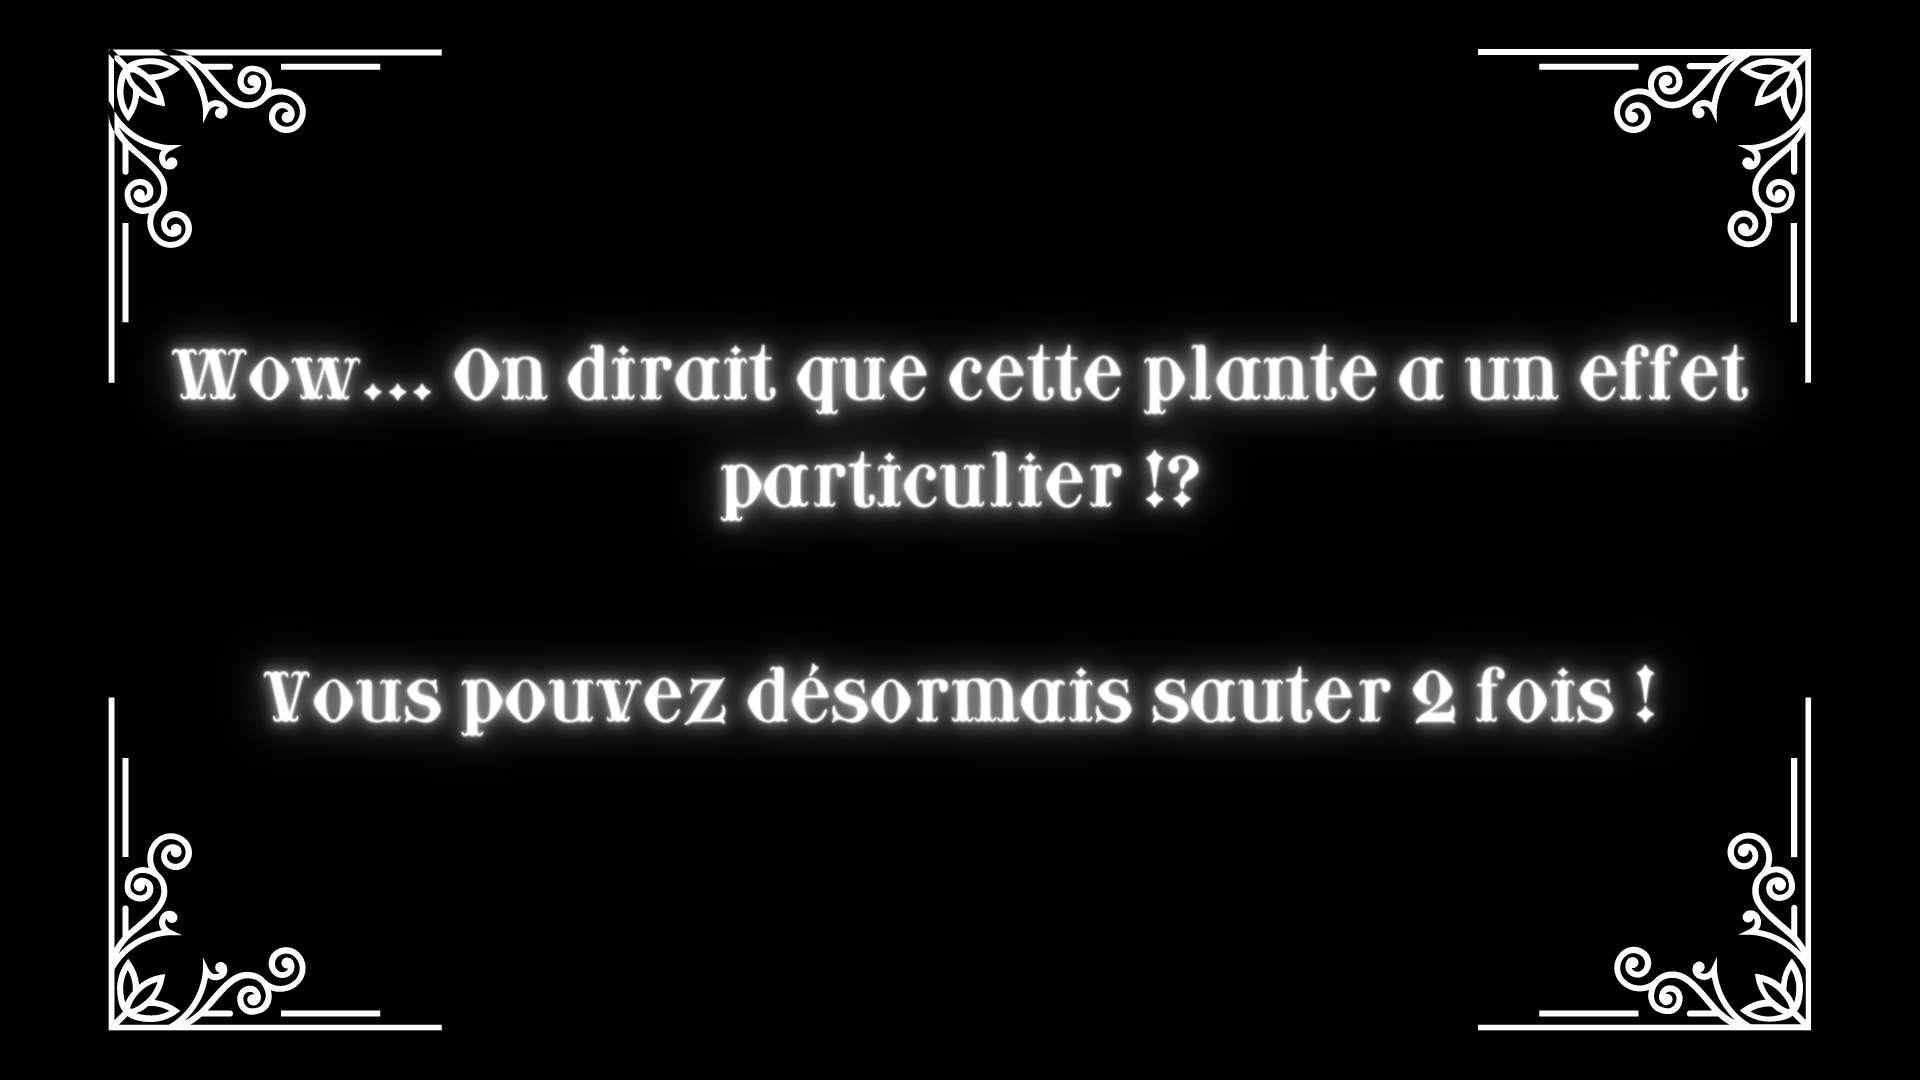 Wow... On dirait que cette plante a un effet
particulier !?
Vous pouvez désormais sauter 2 fois !